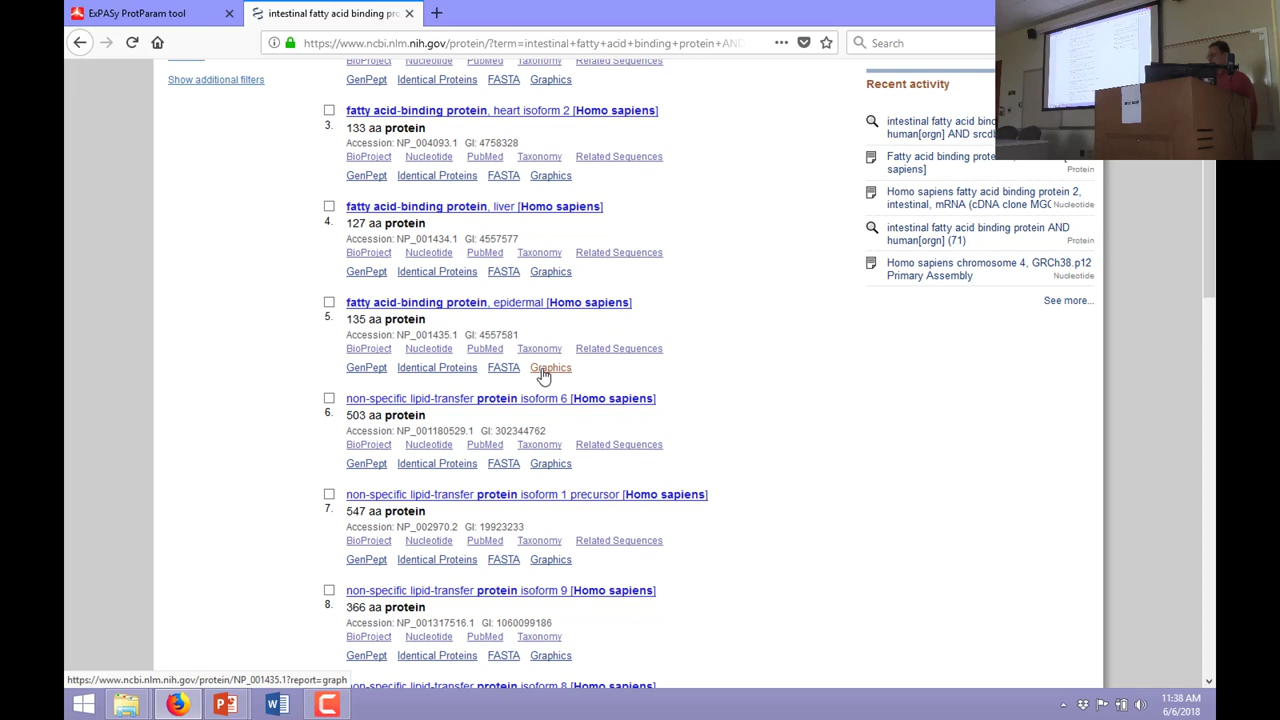 ExPASy ProtParam tool
intestinal fatty acid binding pro
https://www.ncbi.nlm.nih.gov/protein/?term=intestinal+fatty+acid+binding+protein+AND
Search
Show additional filters
BioProject Nucleotide PubMed Taxonomy Related Sequences
GenPept Identical Proteins FASTA Graphics
fatty acid-binding protein, heart isoform 2 [Homo sapiens]
3.
133 aa protein
Accession: NP_004093.1 GI: 4758328
BioProject Nucleotide PubMed Taxonomy Related Sequences
GenPept Identical Proteins FASTA Graphics
fatty acid-binding protein, liver [Homo sapiens]
4.
127 aa protein
Accession: NP_001434.1 GI: 4557577
BioProject Nucleotide PubMed Taxonomy Related Sequences
GenPept Identical Proteins FASTA Graphics
fatty acid-binding protein, epidermal [Homo sapiens]
5.
135 aa protein
Accession: NP_001435.1 GI: 4557581
BioProject Nucleotide PubMed Taxonomy Related Sequences
GenPept Identical Proteins FASTA Graphics
non-specific lipid-transfer protein isoform 6 [Homo sapiens]
6.
503 aa protein
Accession: NP_001180529.1 GI: 302344762
BioProject Nucleotide PubMed Taxonomy Related Sequences
GenPept Identical Proteins FASTA Graphics
non-specific lipid-transfer protein isoform 1 precursor [Homo sapiens]
7.
547 aa protein
Accession: NP_002970.2 GI: 19923233
BioProject Nucleotide PubMed Taxonomy Related Sequences
GenPept Identical Proteins FASTA Graphics
non-specific lipid-transfer protein isoform 9 [Homo sapiens]
8.
366 aa protein
Accession: NP_001317516.1 GI: 1060099186
BioProject Nucleotide PubMed Taxonomy
GenPept Identical Proteins FASTA Graphics
non-specific lipid-transfer protein isoform 8 [Homo sapiens]
Recent activity
intestinal fatty acid bind
human[orgn] AND srcdb
Fatty acid binding prote
sapiens]
Protein
Homo sapiens fatty acid binding protein 2,
intestinal, mRNA (cDNA clone MGC
Nucleotide
intestinal fatty acid binding protein AND
human[orgn] (71)
Protein
Homo sapiens chromosome 4, GRCh38.p12
Primary Assembly
Nucleotide
See more...
https://www.ncbi.nlm.nih.gov/protein/NP_001435.1?report=graph
11:38 AM
6/6/2018